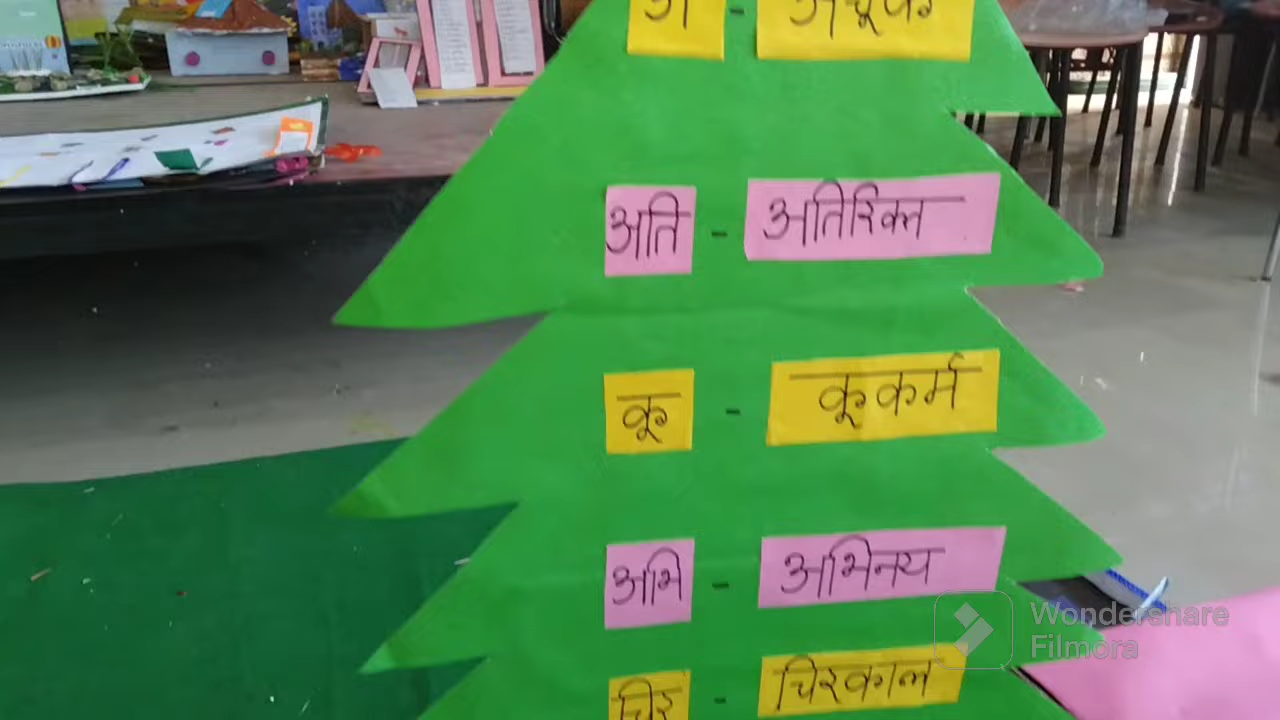 अति - अतिरिक्त
कू - कूकर्म
अभि - अभिनय
चिर - चिरकाल
Wondershare
Filmora